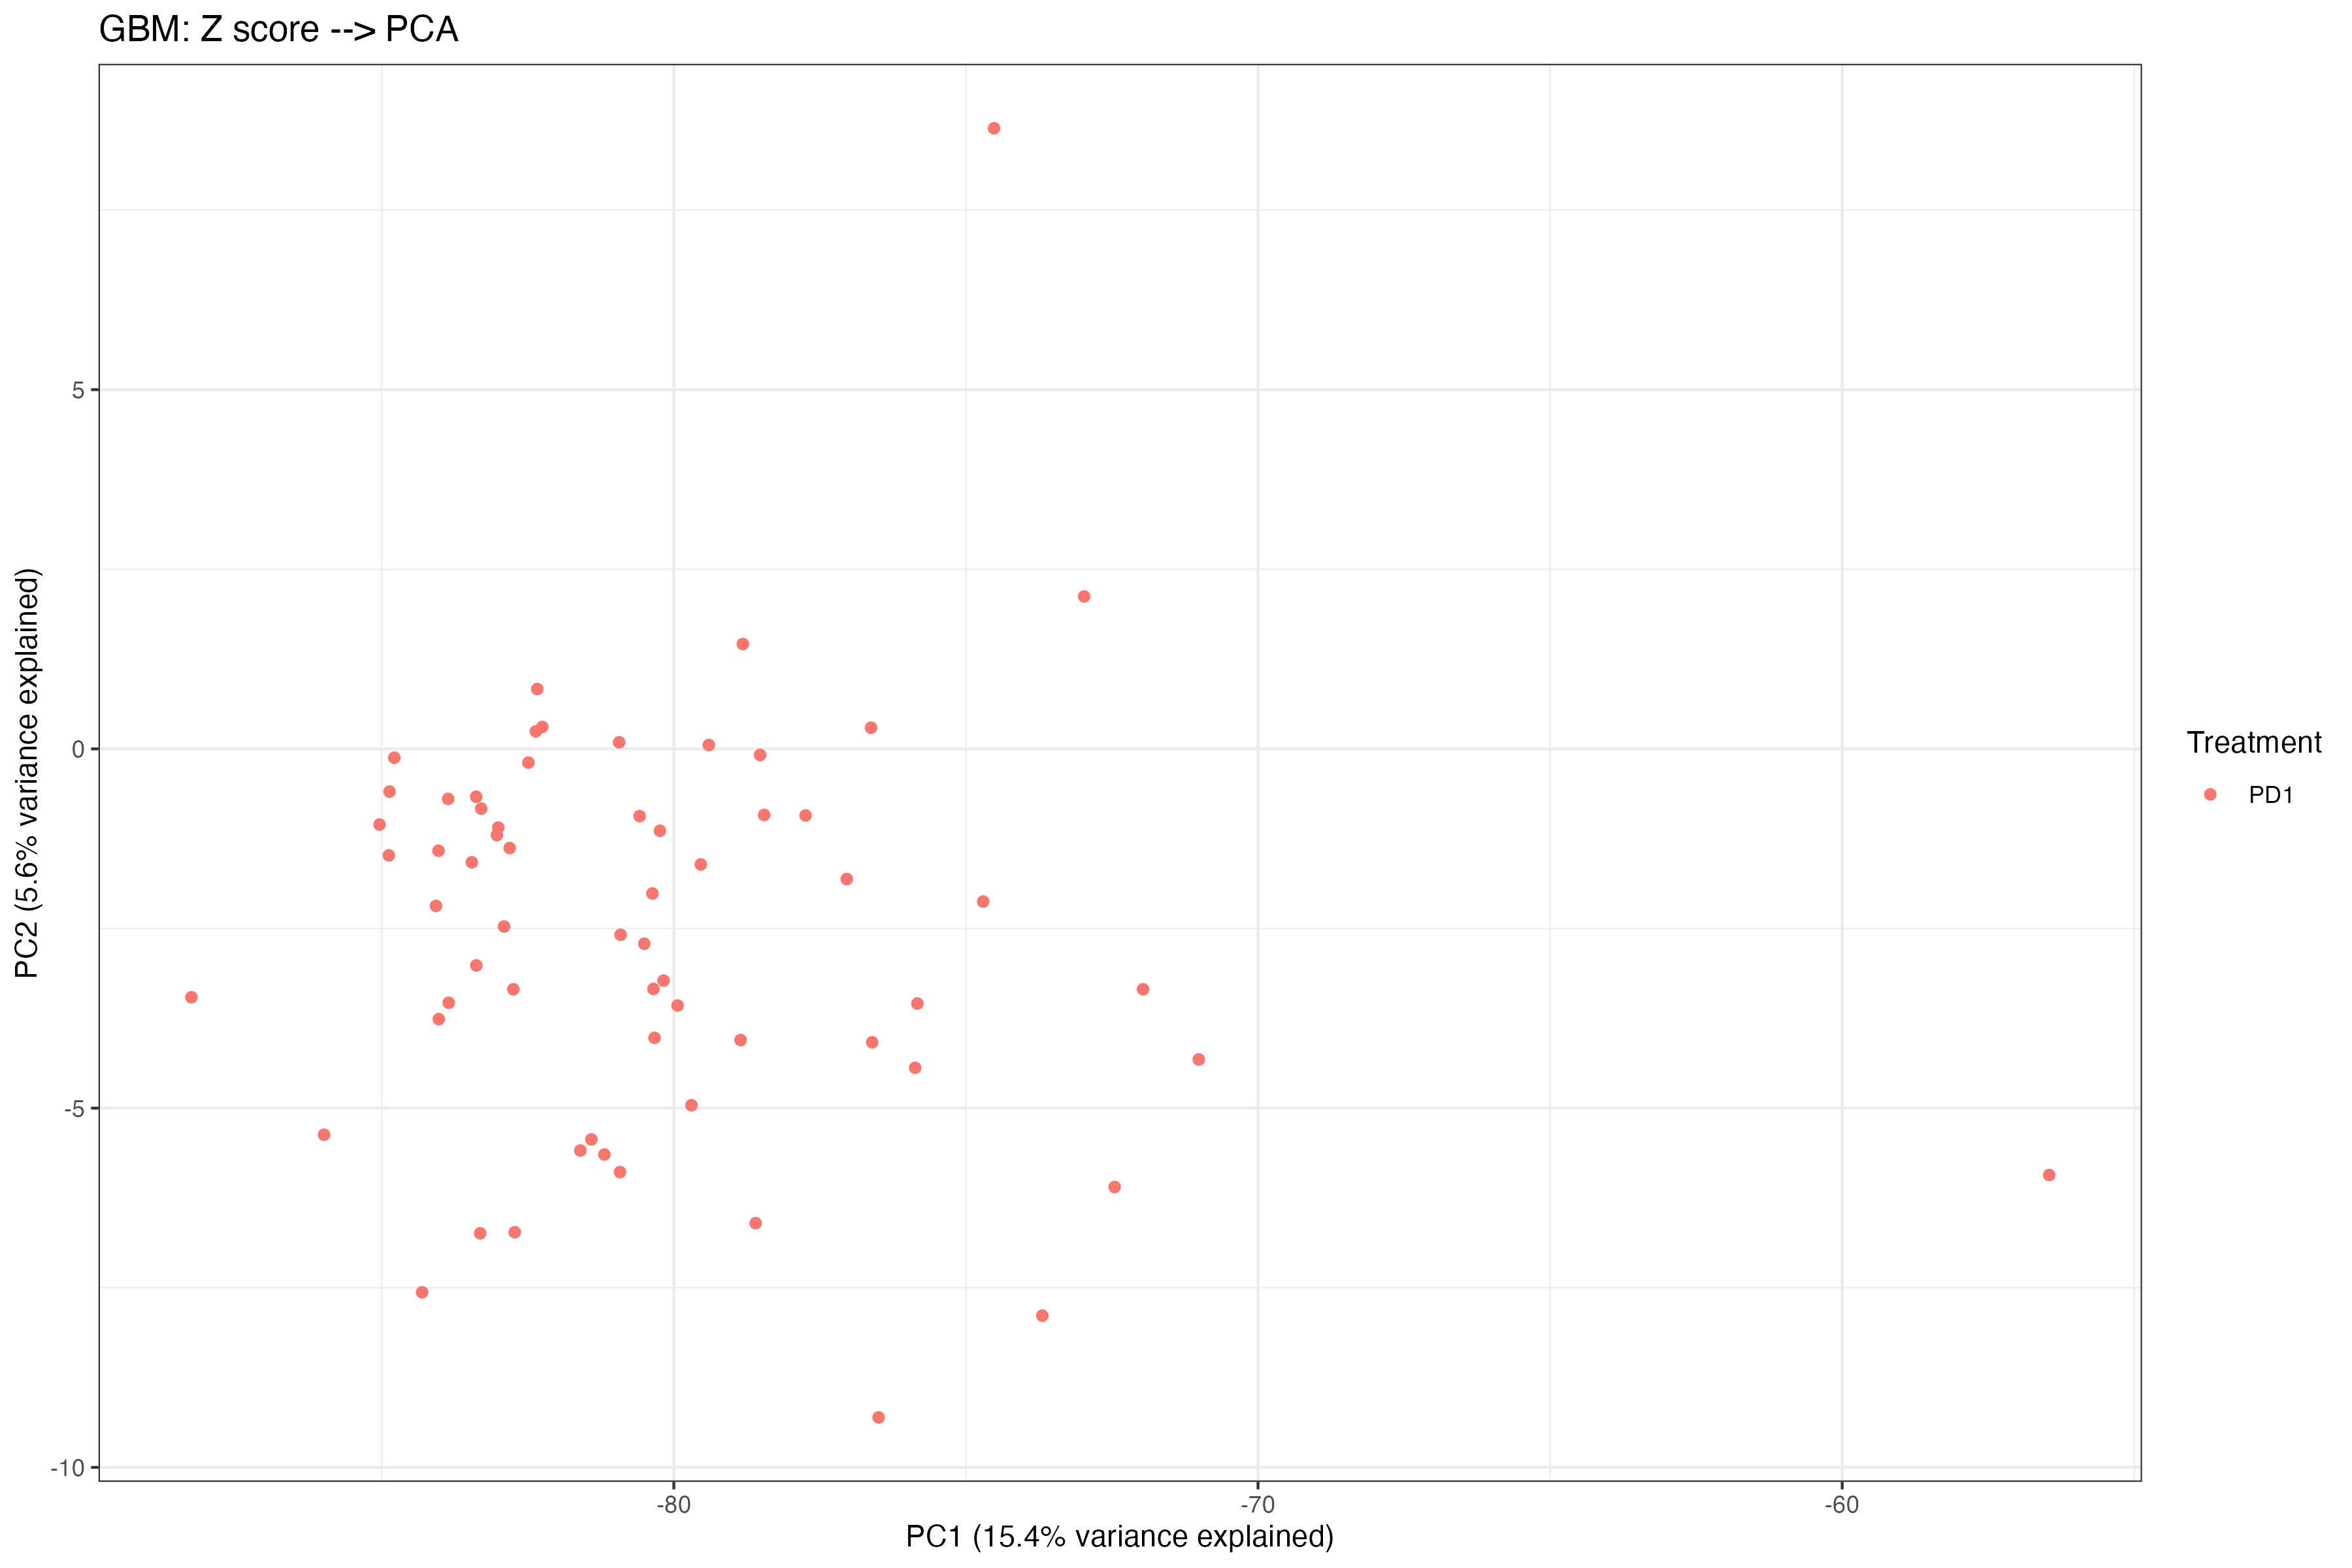 GBM: Z score --> PCA
PC2 (5.6% variance explained)
5
0
-5
-10
-80
-70
-60
PC1 (15.4% variance explained)
Treatment
PD1